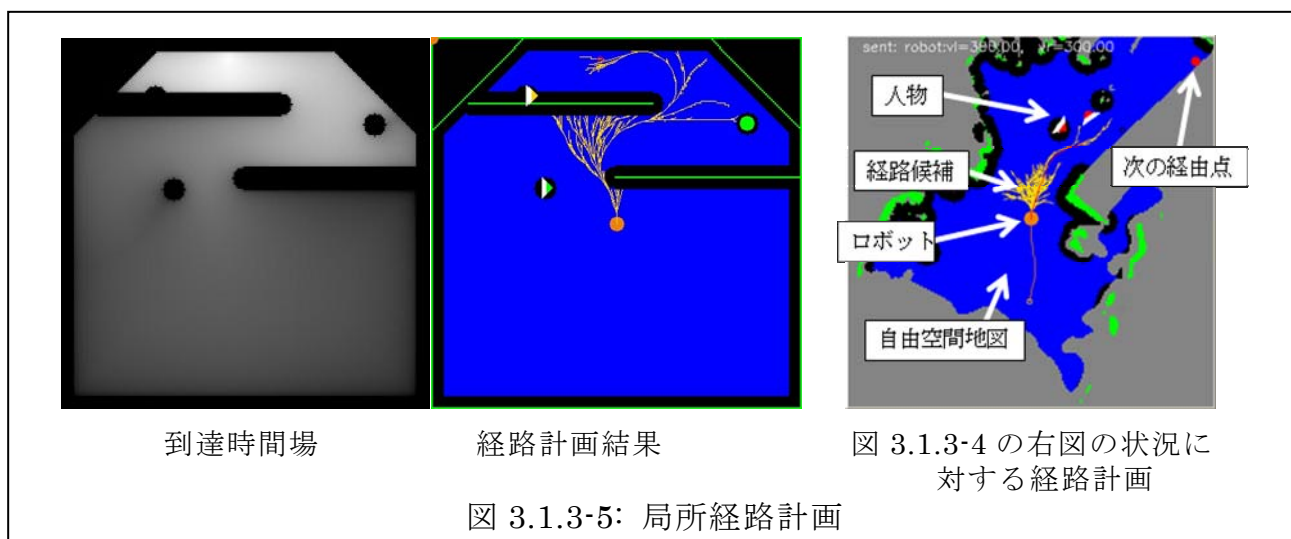 sent: robot:vl=300.00, vr=300.00
人物
経路候補
次の経由点
ロボット
自由空間地図
到達時間場
経路計画結果
図 3.1.3-4 の右図の状況に
対する経路計画
図 3.1.3-5: 局所経路計画